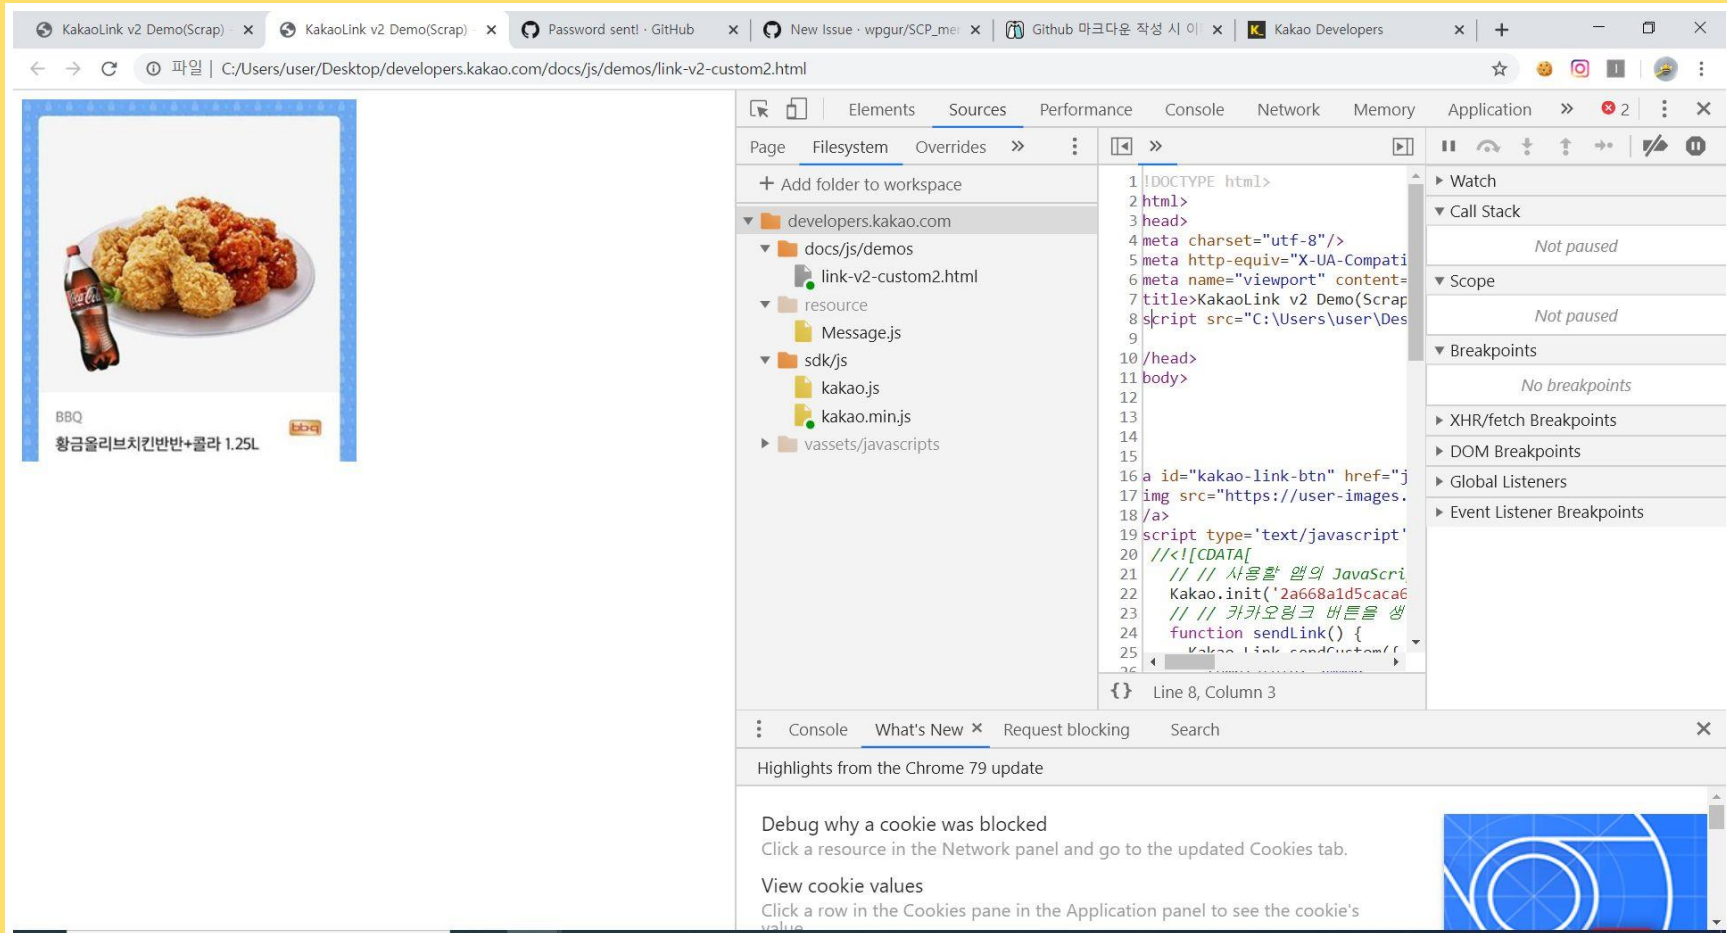 KakaoLink v2 Demo(Scrap) -
KakaoLink v2 Demo(Scrap) -
Password sent! · GitHub
New Issue · wpgur/SCP_mer
Github 마크다운 작성 시 이
Kakao Developers
파일 | C:/Users/user/Desktop/developers.kakao.com/docs/js/demos/link-v2-custom2.html
Coca-Cola
BBQ
bbq
황금올리브치킨반반+콜라 1.25L
Elements Sources Performance Console Network Memory Application » 2
Page Filesystem Overrides »
+ Add folder to workspace
developers.kakao.com
docs/js/demos
link-v2-custom2.html
resource
Message.js
sdk/js
kakao.js
kakao.min.js
vassets/javascripts
»
1 !DOCTYPE html>
2 html>
3 head>
4 meta charset="utf-8"/>
5 meta http-equiv="X-UA-Compati
6 meta name="viewport" content=
7 title>KakaoLink v2 Demo(Scrap
8 script src="C:\Users\user\Des
9
10 /head>
11 body>
12
13
14
15
16 a id="kakao-link-btn" href="j
17 img src="https://user-images.
18 /a>
19 script type='text/javascript'
20 //<![CDATA[
21 // // 사용할 앱의 JavaScri
22 Kakao.init('2a668a1d5caca6
23 // // 카카오링크 버튼을 생
24 function sendLink() {
25 Kakao.Link.sendCustom({
26
{} Line 8, Column 3
Watch
Call Stack
Not paused
Scope
Not paused
Breakpoints
No breakpoints
XHR/fetch Breakpoints
DOM Breakpoints
Global Listeners
Event Listener Breakpoints
Console What's New × Request blocking Search
Highlights from the Chrome 79 update
Debug why a cookie was blocked
Click a resource in the Network panel and go to the updated Cookies tab.
View cookie values
Click a row in the Cookies pane in the Application panel to see the cookie's
value.